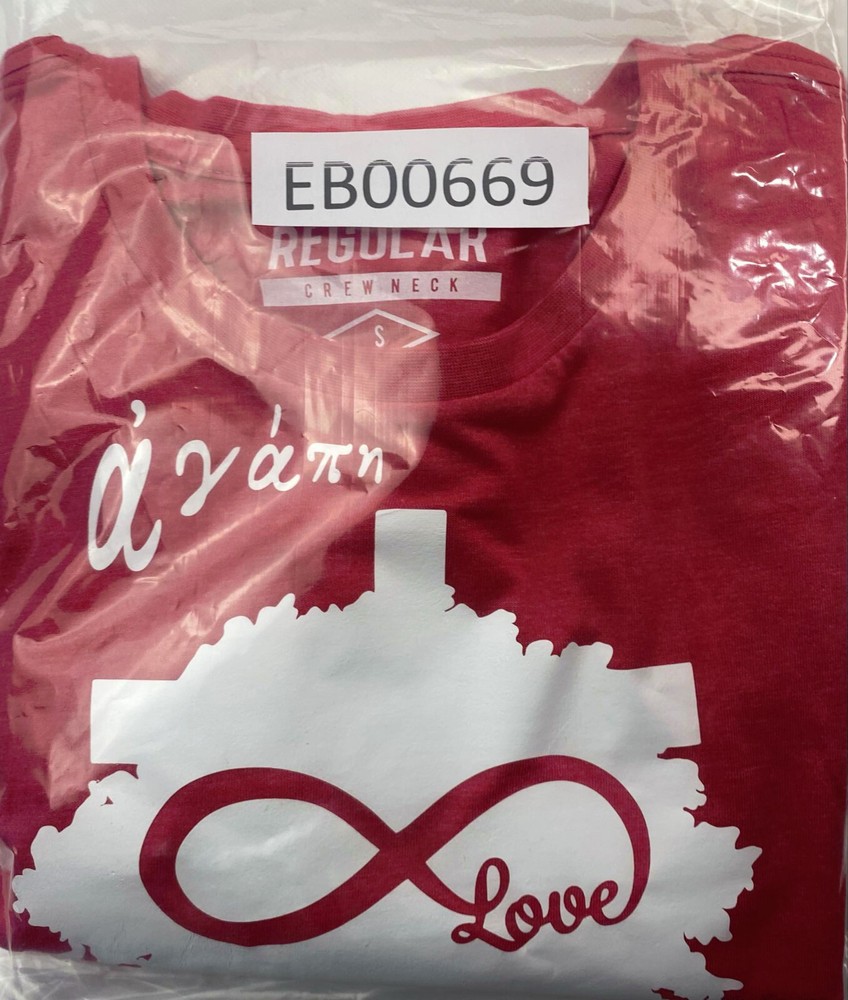 EB00669
REGULAR
CREW NECK
S
ἀγάπη
Love